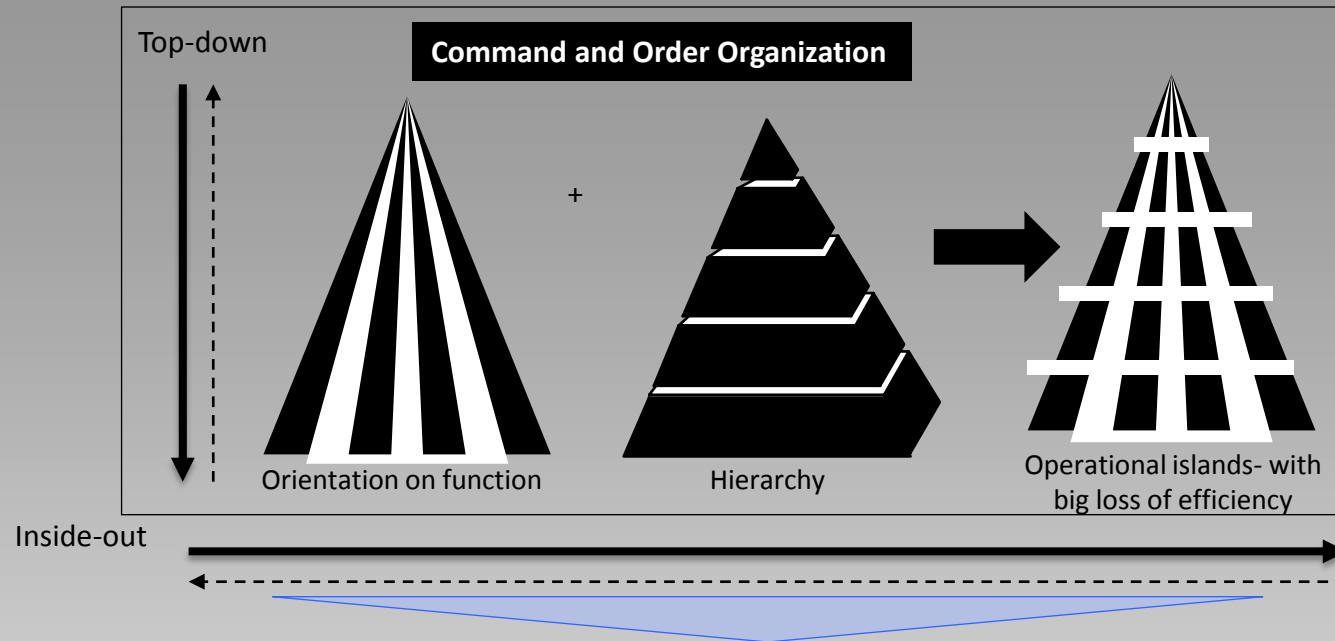 Top-down
Command and Order Organization
+
Orientation on function
Hierarchy
Operational islands- with
big loss of efficiency
Inside-out